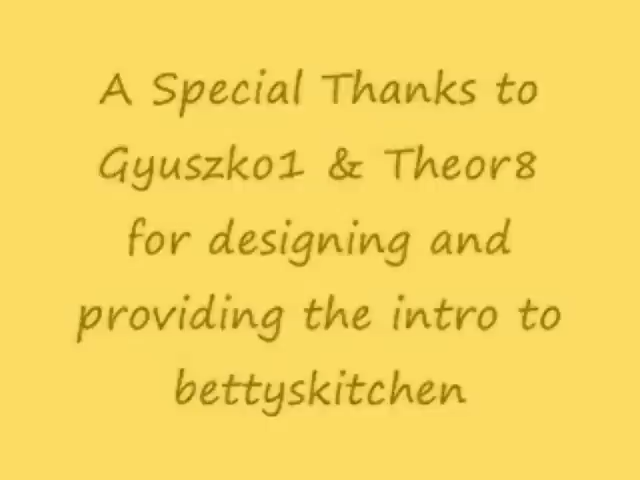 A Special Thanks to
Gyuszko1 & Theor8
for designing and
providing the intro to
bettyskitchen